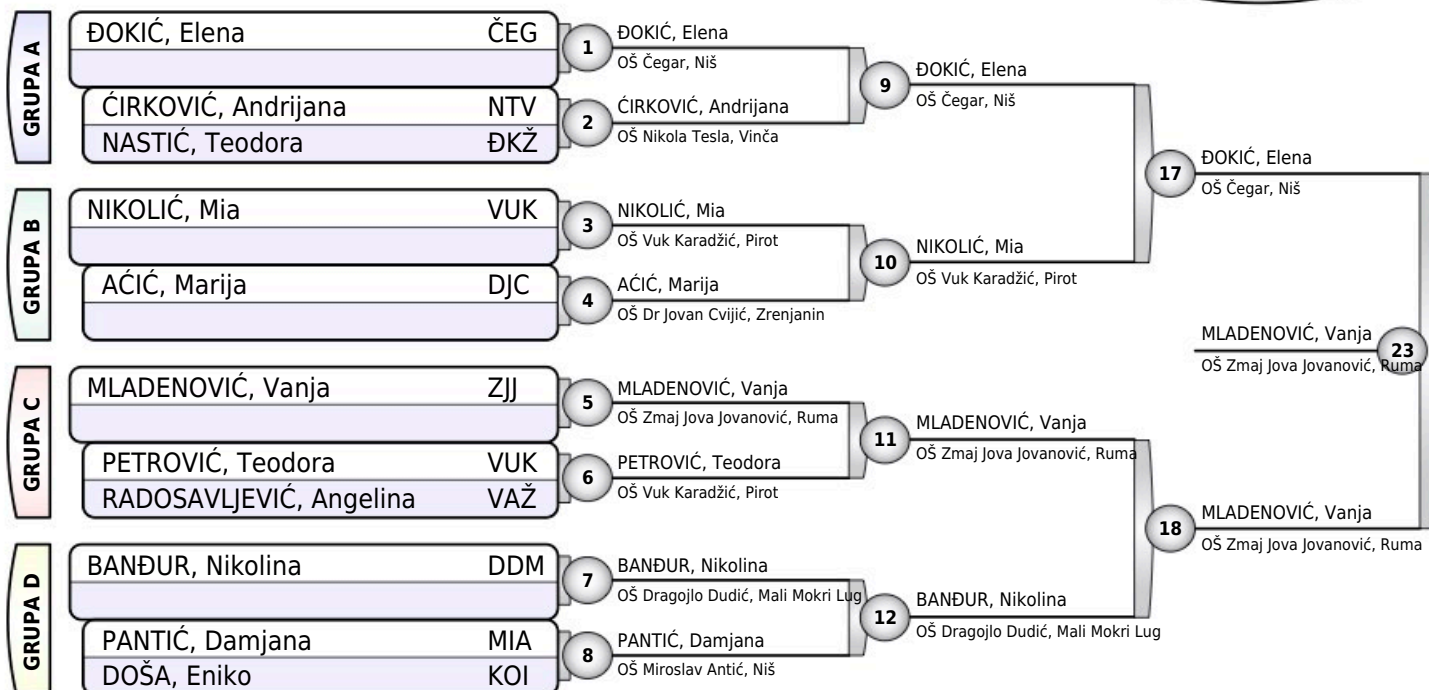 GRUPA A
ĐOKIĆ, Elena ČEG
ĆIRKOVIĆ, Andrijana NTV
NASTIĆ, Teodora ĐKŽ
GRUPA B
NIKOLIĆ, Mia VUK
AĆIĆ, Marija DJC
GRUPA C
MLADENOVIĆ, Vanja ZJJ
PETROVIĆ, Teodora VUK
RADOSAVLJEVIĆ, Angelina VAŽ
GRUPA D
BANĐUR, Nikolina DDM
PANTIĆ, Damjana MIA
DOŠA, Eniko KOI
1
ĐOKIĆ, Elena
OŠ Čegar, Niš
2
ĆIRKOVIĆ, Andrijana
OŠ Nikola Tesla, Vinča
3
NIKOLIĆ, Mia
OŠ Vuk Karadžić, Pirot
4
AĆIĆ, Marija
OŠ Dr Jovan Cvijić, Zrenjanin
5
MLADENOVIĆ, Vanja
OŠ Zmaj Jova Jovanović, Ruma
6
PETROVIĆ, Teodora
OŠ Vuk Karadžić, Pirot
7
BANĐUR, Nikolina
OŠ Dragojlo Dudić, Mali Mokri Lug
8
PANTIĆ, Damjana
OŠ Miroslav Antić, Niš
9
ĐOKIĆ, Elena
OŠ Čegar, Niš
10
NIKOLIĆ, Mia
OŠ Vuk Karadžić, Pirot
11
MLADENOVIĆ, Vanja
OŠ Zmaj Jova Jovanović, Ruma
12
BANĐUR, Nikolina
OŠ Dragojlo Dudić, Mali Mokri Lug
17
ĐOKIĆ, Elena
OŠ Čegar, Niš
18
MLADENOVIĆ, Vanja
OŠ Zmaj Jova Jovanović, Ruma
MLADENOVIĆ, Vanja
23
OŠ Zmaj Jova Jovanović, Ruma